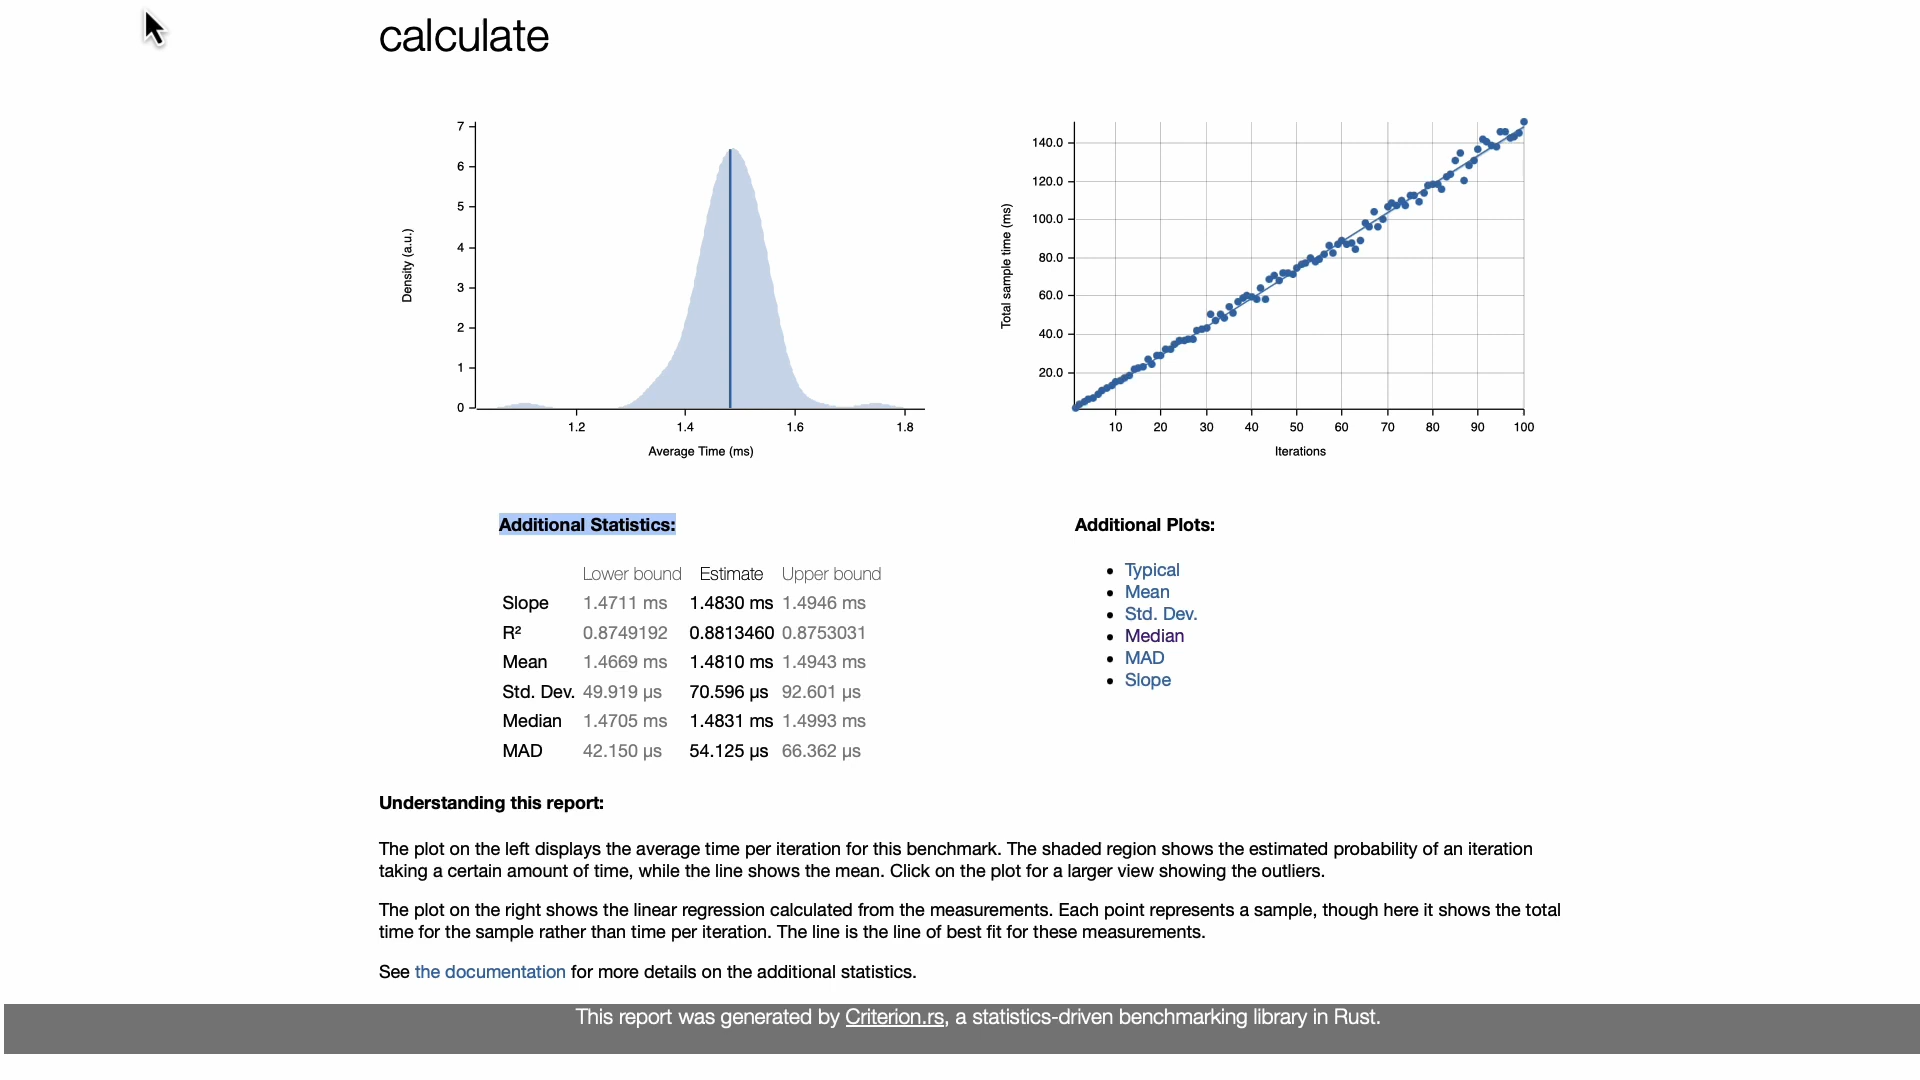 calculate
7
6
5
4
3
2
1
0
Density (a.u.)
1.2 1.4 1.6 1.8
Average Time (ms)
140.0
120.0
100.0
80.0
60.0
40.0
20.0
Total sample time (ms)
10 20 30 40 50 60 70 80 90 100
Iterations
Additional Statistics:
Lower bound Estimate Upper bound
Slope 1.4711 ms 1.4830 ms 1.4946 ms
R² 0.8749192 0.8813460 0.8753031
Mean 1.4669 ms 1.4810 ms 1.4943 ms
Std. Dev. 49.919 µs 70.596 µs 92.601 µs
Median 1.4705 ms 1.4831 ms 1.4993 ms
MAD 42.150 µs 54.125 µs 66.362 µs
Additional Plots:
Typical
Mean
Std. Dev.
Median
MAD
Slope
Understanding this report:
The plot on the left displays the average time per iteration for this benchmark. The shaded region shows the estimated probability of an iteration
taking a certain amount of time, while the line shows the mean. Click on the plot for a larger view showing the outliers.
The plot on the right shows the linear regression calculated from the measurements. Each point represents a sample, though here it shows the total
time for the sample rather than time per iteration. The line is the line of best fit for these measurements.
See the documentation for more details on the additional statistics.
This report was generated by Criterion.rs, a statistics-driven benchmarking library in Rust.